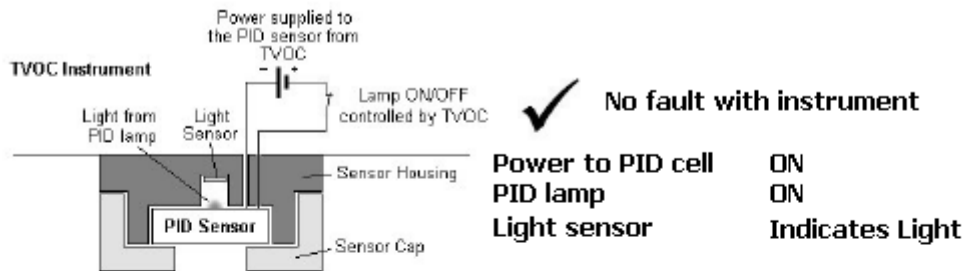 Power supplied to
the PID sensor from
TVOC
- +
TVOC Instrument
Lamp ON/OFF
controlled by TVOC
Light from
PID lamp
Light
Sensor
Sensor Housing
PID Sensor
Sensor Cap
No fault with instrument
Power to PID cell ON
PID lamp ON
Light sensor Indicates Light